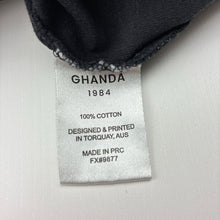 GHANDA
1984
100% COTTON
DESIGNED & PRINTED
IN TORQUAY, AUS
MADE IN PRC
FX#9877